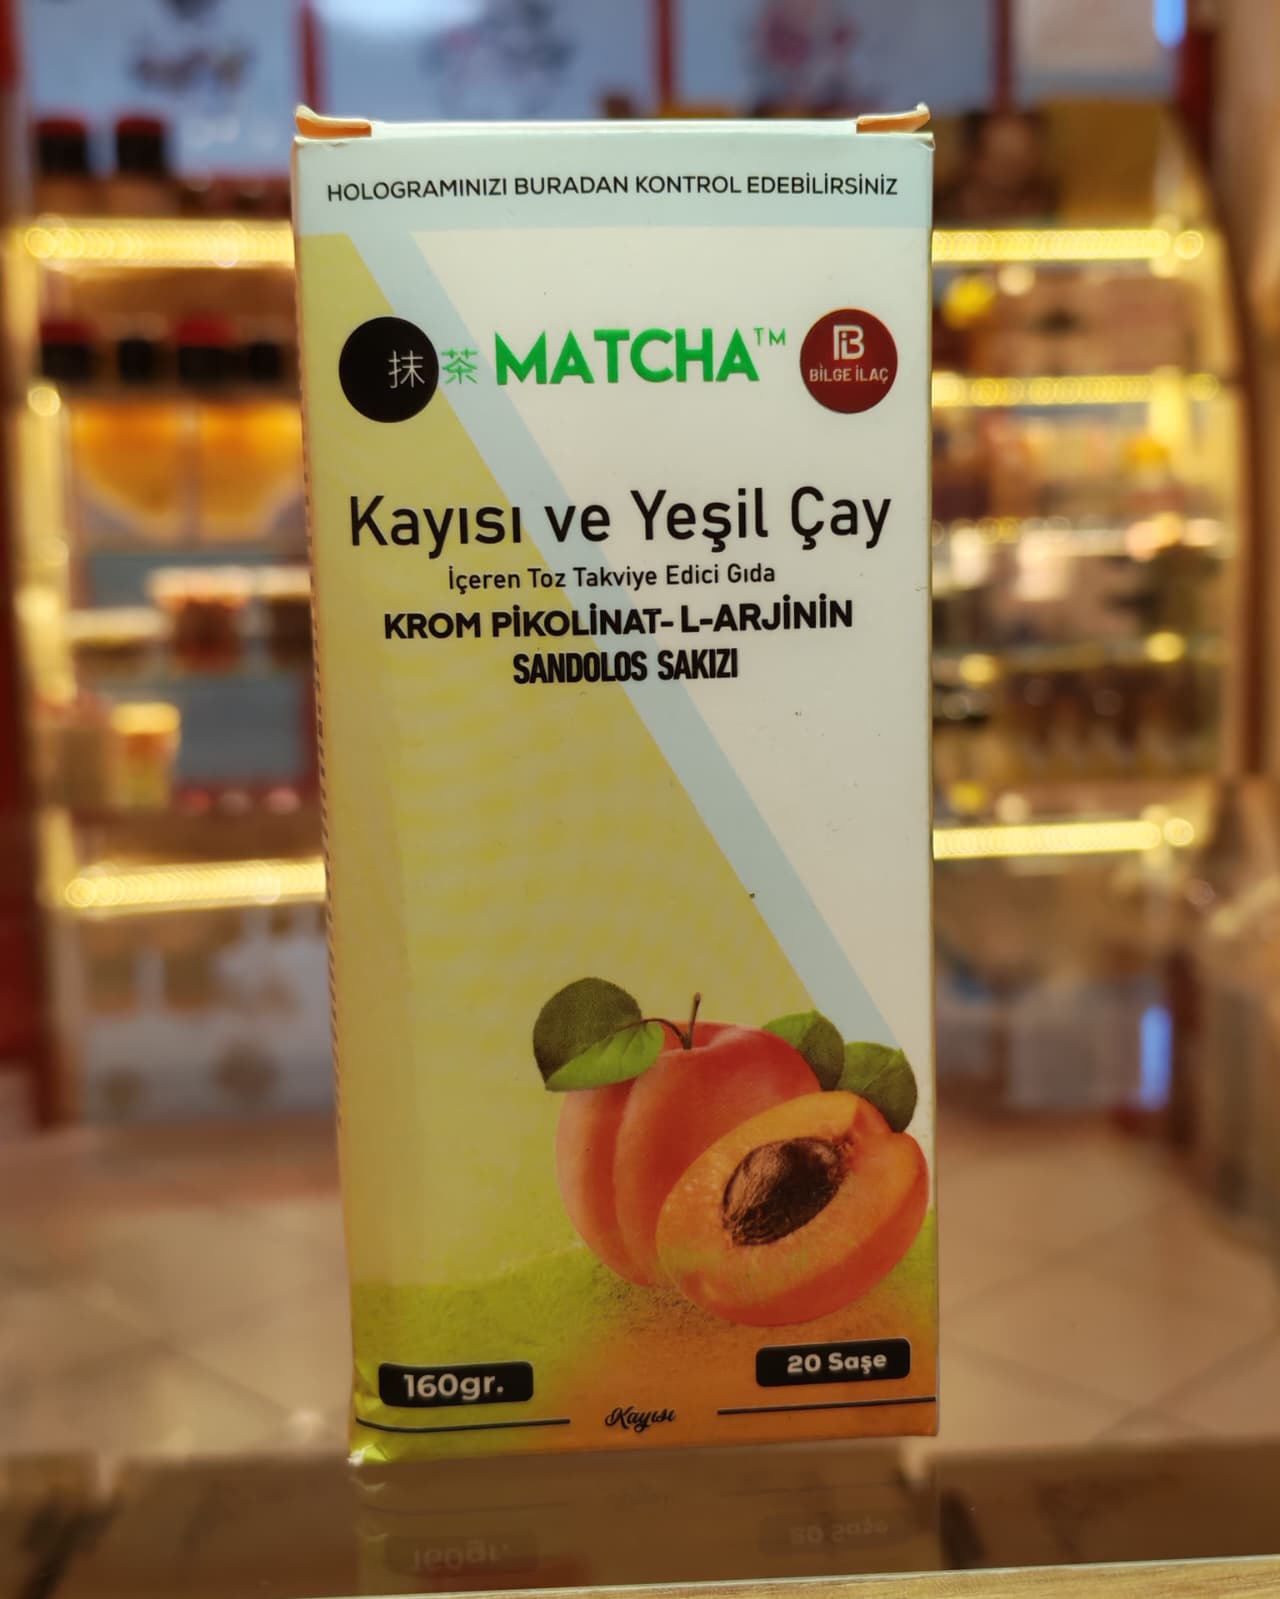 HOLOGRAMINIZI BURADAN KONTROL EDEBİLİRSİNİZ
抹茶 MATCHA™
BİLGE İLAÇ
Kayısı ve Yeşil Çay
İçeren Toz Takviye Edici Gıda
KROM PİKOLİNAT- L-ARJİNİN
SANDOLOS SAKIZI
160gr.
20 Saşe
Kayısı